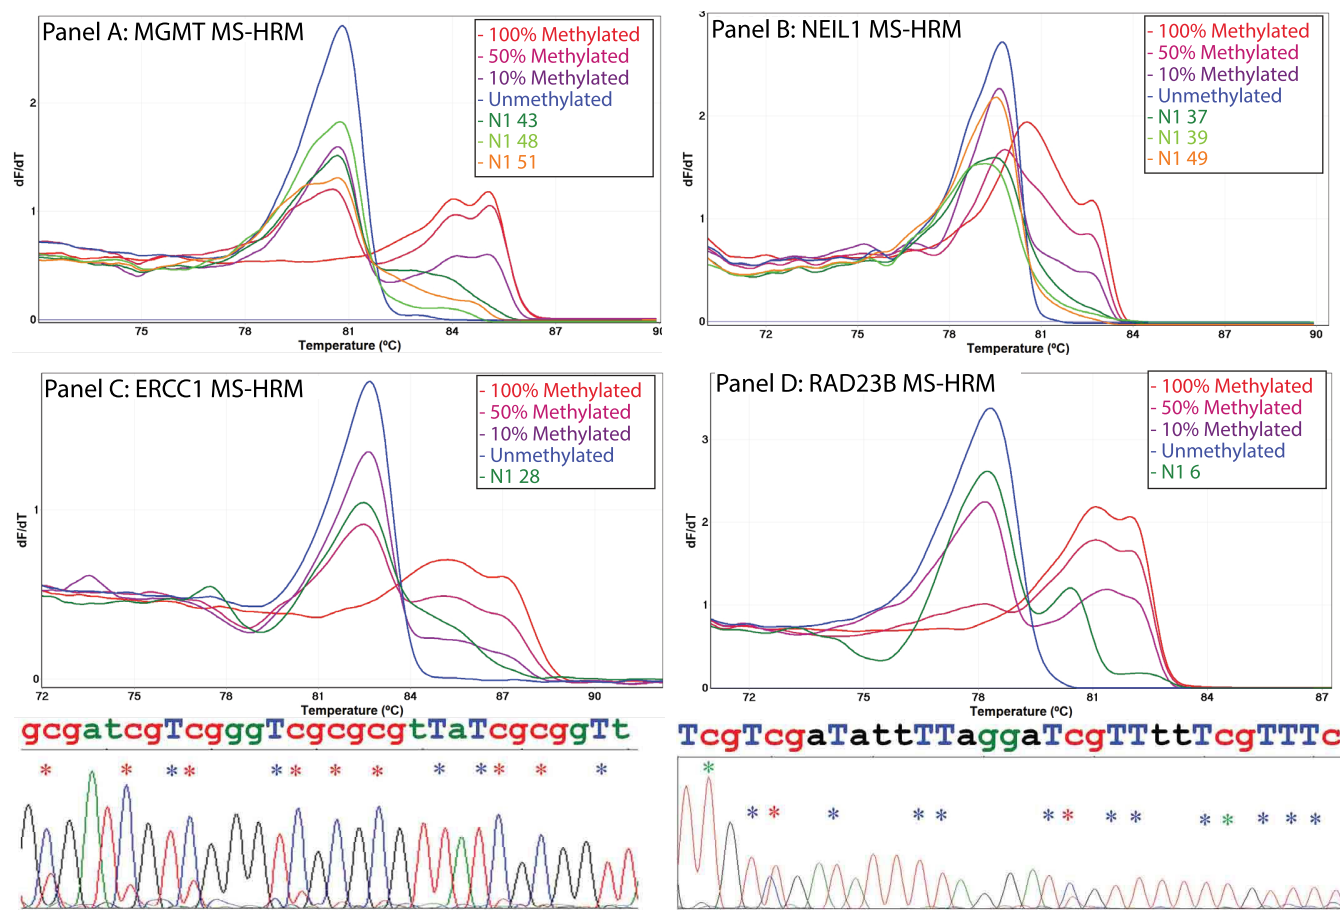 Panel A: MGMT MS-HRM
- 100% Methylated
- 50% Methylated
- 10% Methylated
- Unmethylated
- N1 43
- N1 48
- N1 51
dF/dT
2
1
0
75
78
81
84
87
90
Temperature (ºC)
Panel B: NEIL1 MS-HRM
- 100% Methylated
- 50% Methylated
- 10% Methylated
- Unmethylated
- N1 37
- N1 39
- N1 49
dF/dT
3
2
1
0
72
75
78
81
84
87
90
Temperature (ºC)
Panel C: ERCC1 MS-HRM
- 100% Methylated
- 50% Methylated
- 10% Methylated
- Unmethylated
- N1 28
dF/dT
1
0
72
75
78
81
84
87
90
Temperature (ºC)
Panel D: RAD23B MS-HRM
- 100% Methylated
- 50% Methylated
- 10% Methylated
- Unmethylated
- N1 6
dF/dT
3
2
1
0
72
75
78
81
84
87
Temperature (ºC)
gcgatcgTcgggTcgcgcgtTaTcgcggTt
* * * * * * * * * * * * *
TcgTcgaTattTTaggaTcgTTttTcgTTTc
* * * * * * * * * * * * * *